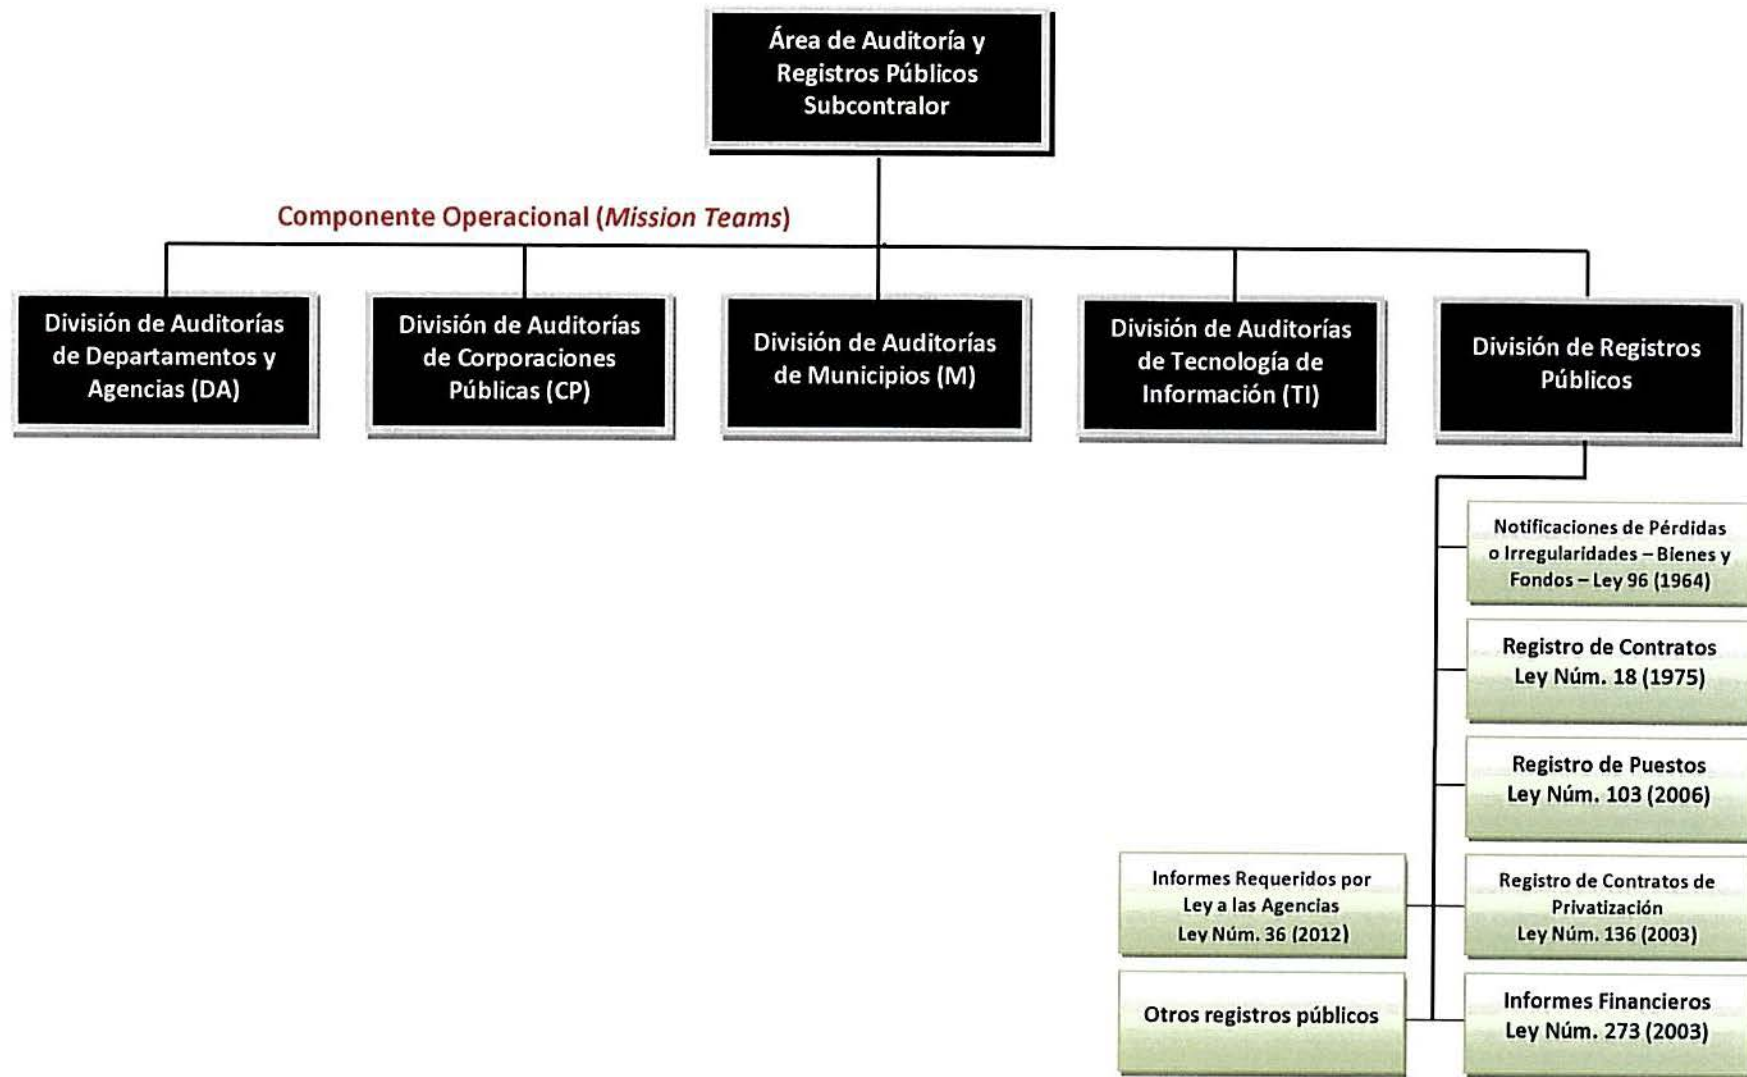 Área de Auditoría y
Registros Públicos
Subcontralor
Componente Operacional (Mission Teams)
División de Auditorías
de Departamentos y
Agencias (DA)
División de Auditorías
de Corporaciones
Públicas (CP)
División de Auditorías
de Municipios (M)
División de Auditorías
de Tecnología de
Información (TI)
División de Registros
Públicos
Notificaciones de Pérdidas
o Irregularidades – Bienes y
Fondos – Ley 96 (1964)
Registro de Contratos
Ley Núm. 18 (1975)
Registro de Puestos
Ley Núm. 103 (2006)
Informes Requeridos por
Ley a las Agencias
Ley Núm. 36 (2012)
Registro de Contratos de
Privatización
Ley Núm. 136 (2003)
Otros registros públicos
Informes Financieros
Ley Núm. 273 (2003)